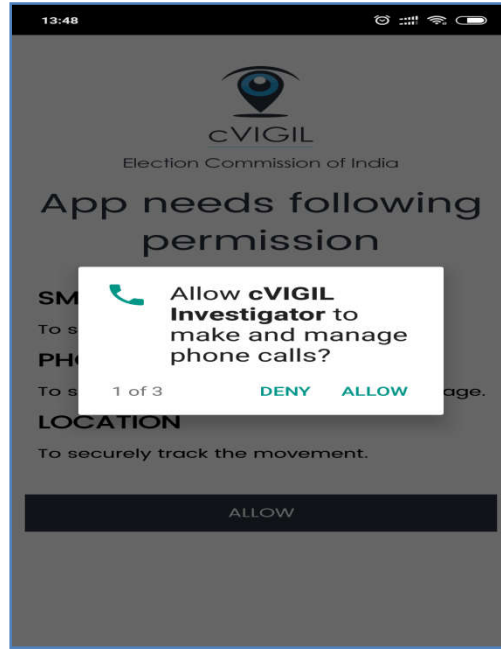 13:48
cVIGIL
Election Commission of India
App needs following
permission
SM
To s
PH
To s
age.
LOCATION
To securely track the movement.
ALLOW
Allow cVIGIL
Investigator to
make and manage
phone calls?
1 of 3 DENY ALLOW